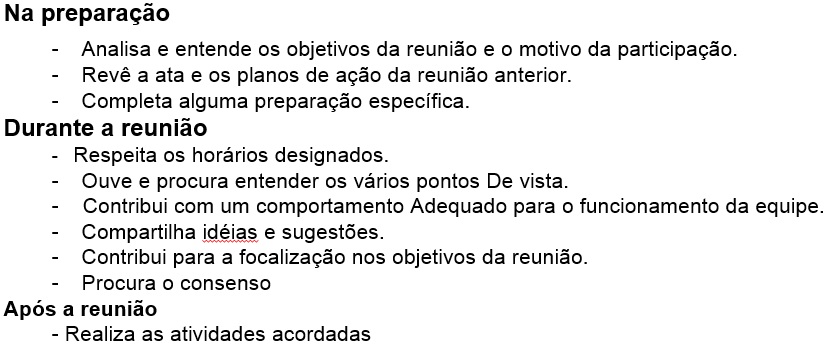 Na preparação
- Analisa e entende os objetivos da reunião e o motivo da participação.
- Revê a ata e os planos de ação da reunião anterior.
- Completa alguma preparação específica.
Durante a reunião
- Respeita os horários designados.
- Ouve e procura entender os vários pontos De vista.
- Contribui com um comportamento Adequado para o funcionamento da equipe.
- Compartilha idéias e sugestões.
- Contribui para a focalização nos objetivos da reunião.
- Procura o consenso
Após a reunião
- Realiza as atividades acordadas